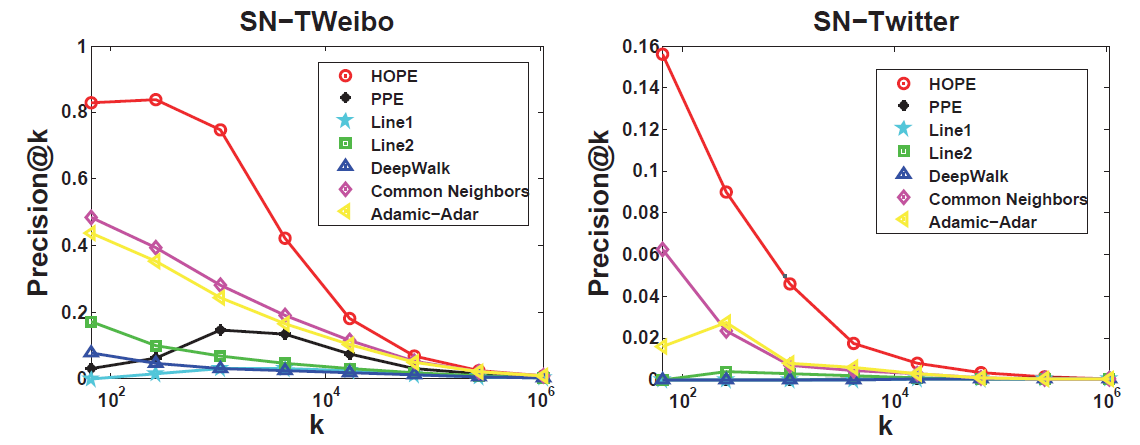 SN−TWeibo
1
0.8
0.6
0.4
0.2
0
Precision@k
10^2
10^4
10^6
k
HOPE
PPE
Line1
Line2
DeepWalk
Common Neighbors
Adamic−Adar
SN−Twitter
0.16
0.14
0.12
0.1
0.08
0.06
0.04
0.02
0
Precision@k
10^2
10^4
10^6
k
HOPE
PPE
Line1
Line2
DeepWalk
Common Neighbors
Adamic−Adar